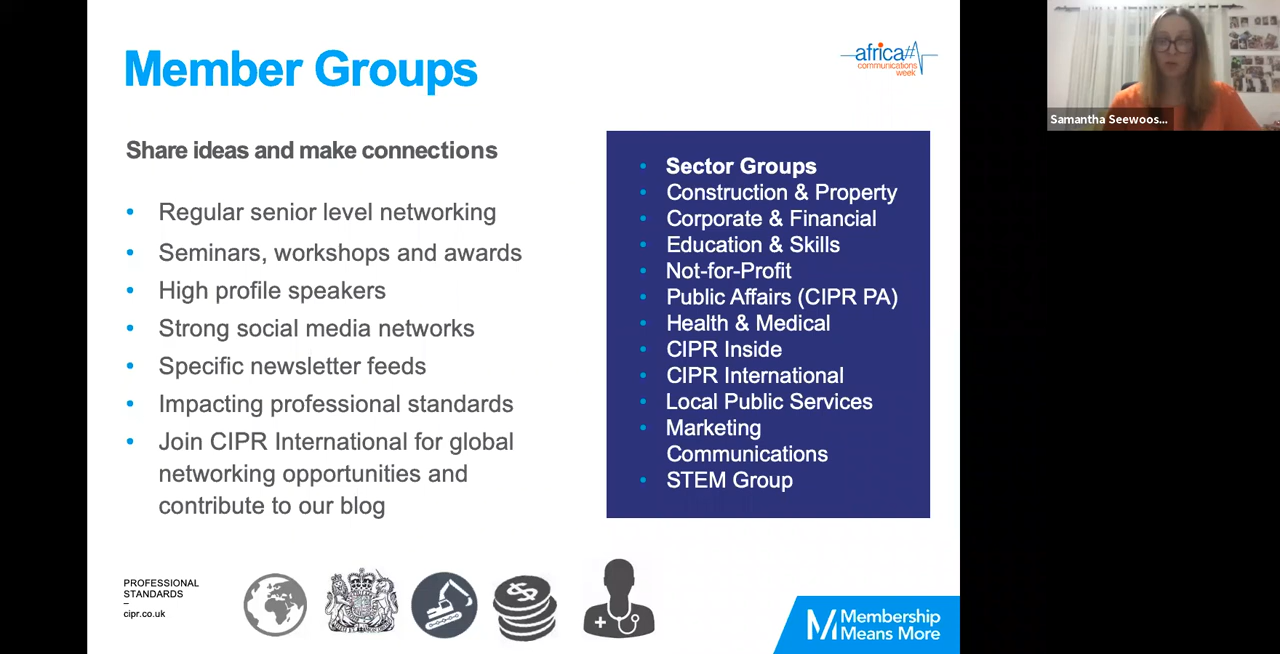 Member Groups
africa#
communications
week
Samantha Seewoos...
Share ideas and make connections
• Regular senior level networking
• Seminars, workshops and awards
• High profile speakers
• Strong social media networks
• Specific newsletter feeds
• Impacting professional standards
• Join CIPR International for global
networking opportunities and
contribute to our blog
• Sector Groups
• Construction & Property
• Corporate & Financial
• Education & Skills
• Not-for-Profit
• Public Affairs (CIPR PA)
• Health & Medical
• CIPR Inside
• CIPR International
• Local Public Services
• Marketing
Communications
• STEM Group
PROFESSIONAL
STANDARDS
–
cipr.co.uk
Membership
Means More